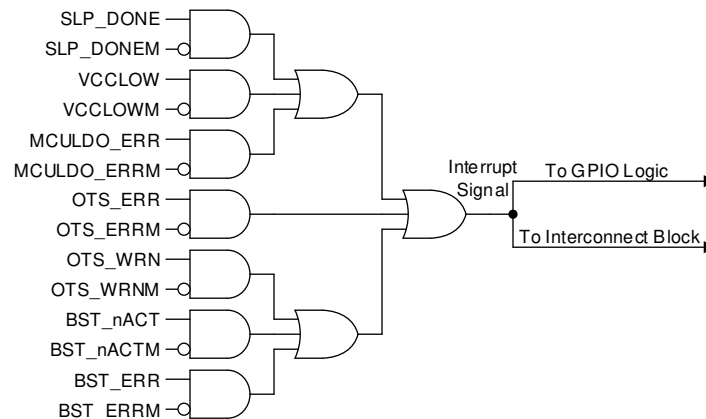 SLP_DONE
SLP_DONEM
VCCLOW
VCCLOWM
MCULDO_ERR
MCULDO_ERRM
OTS_ERR
OTS_ERRM
OTS_WRN
OTS_WRNM
BST_nACT
BST_nACTM
BST_ERR
BST_ERRM
Interrupt
Signal
To GPIO Logic
To Interconnect Block